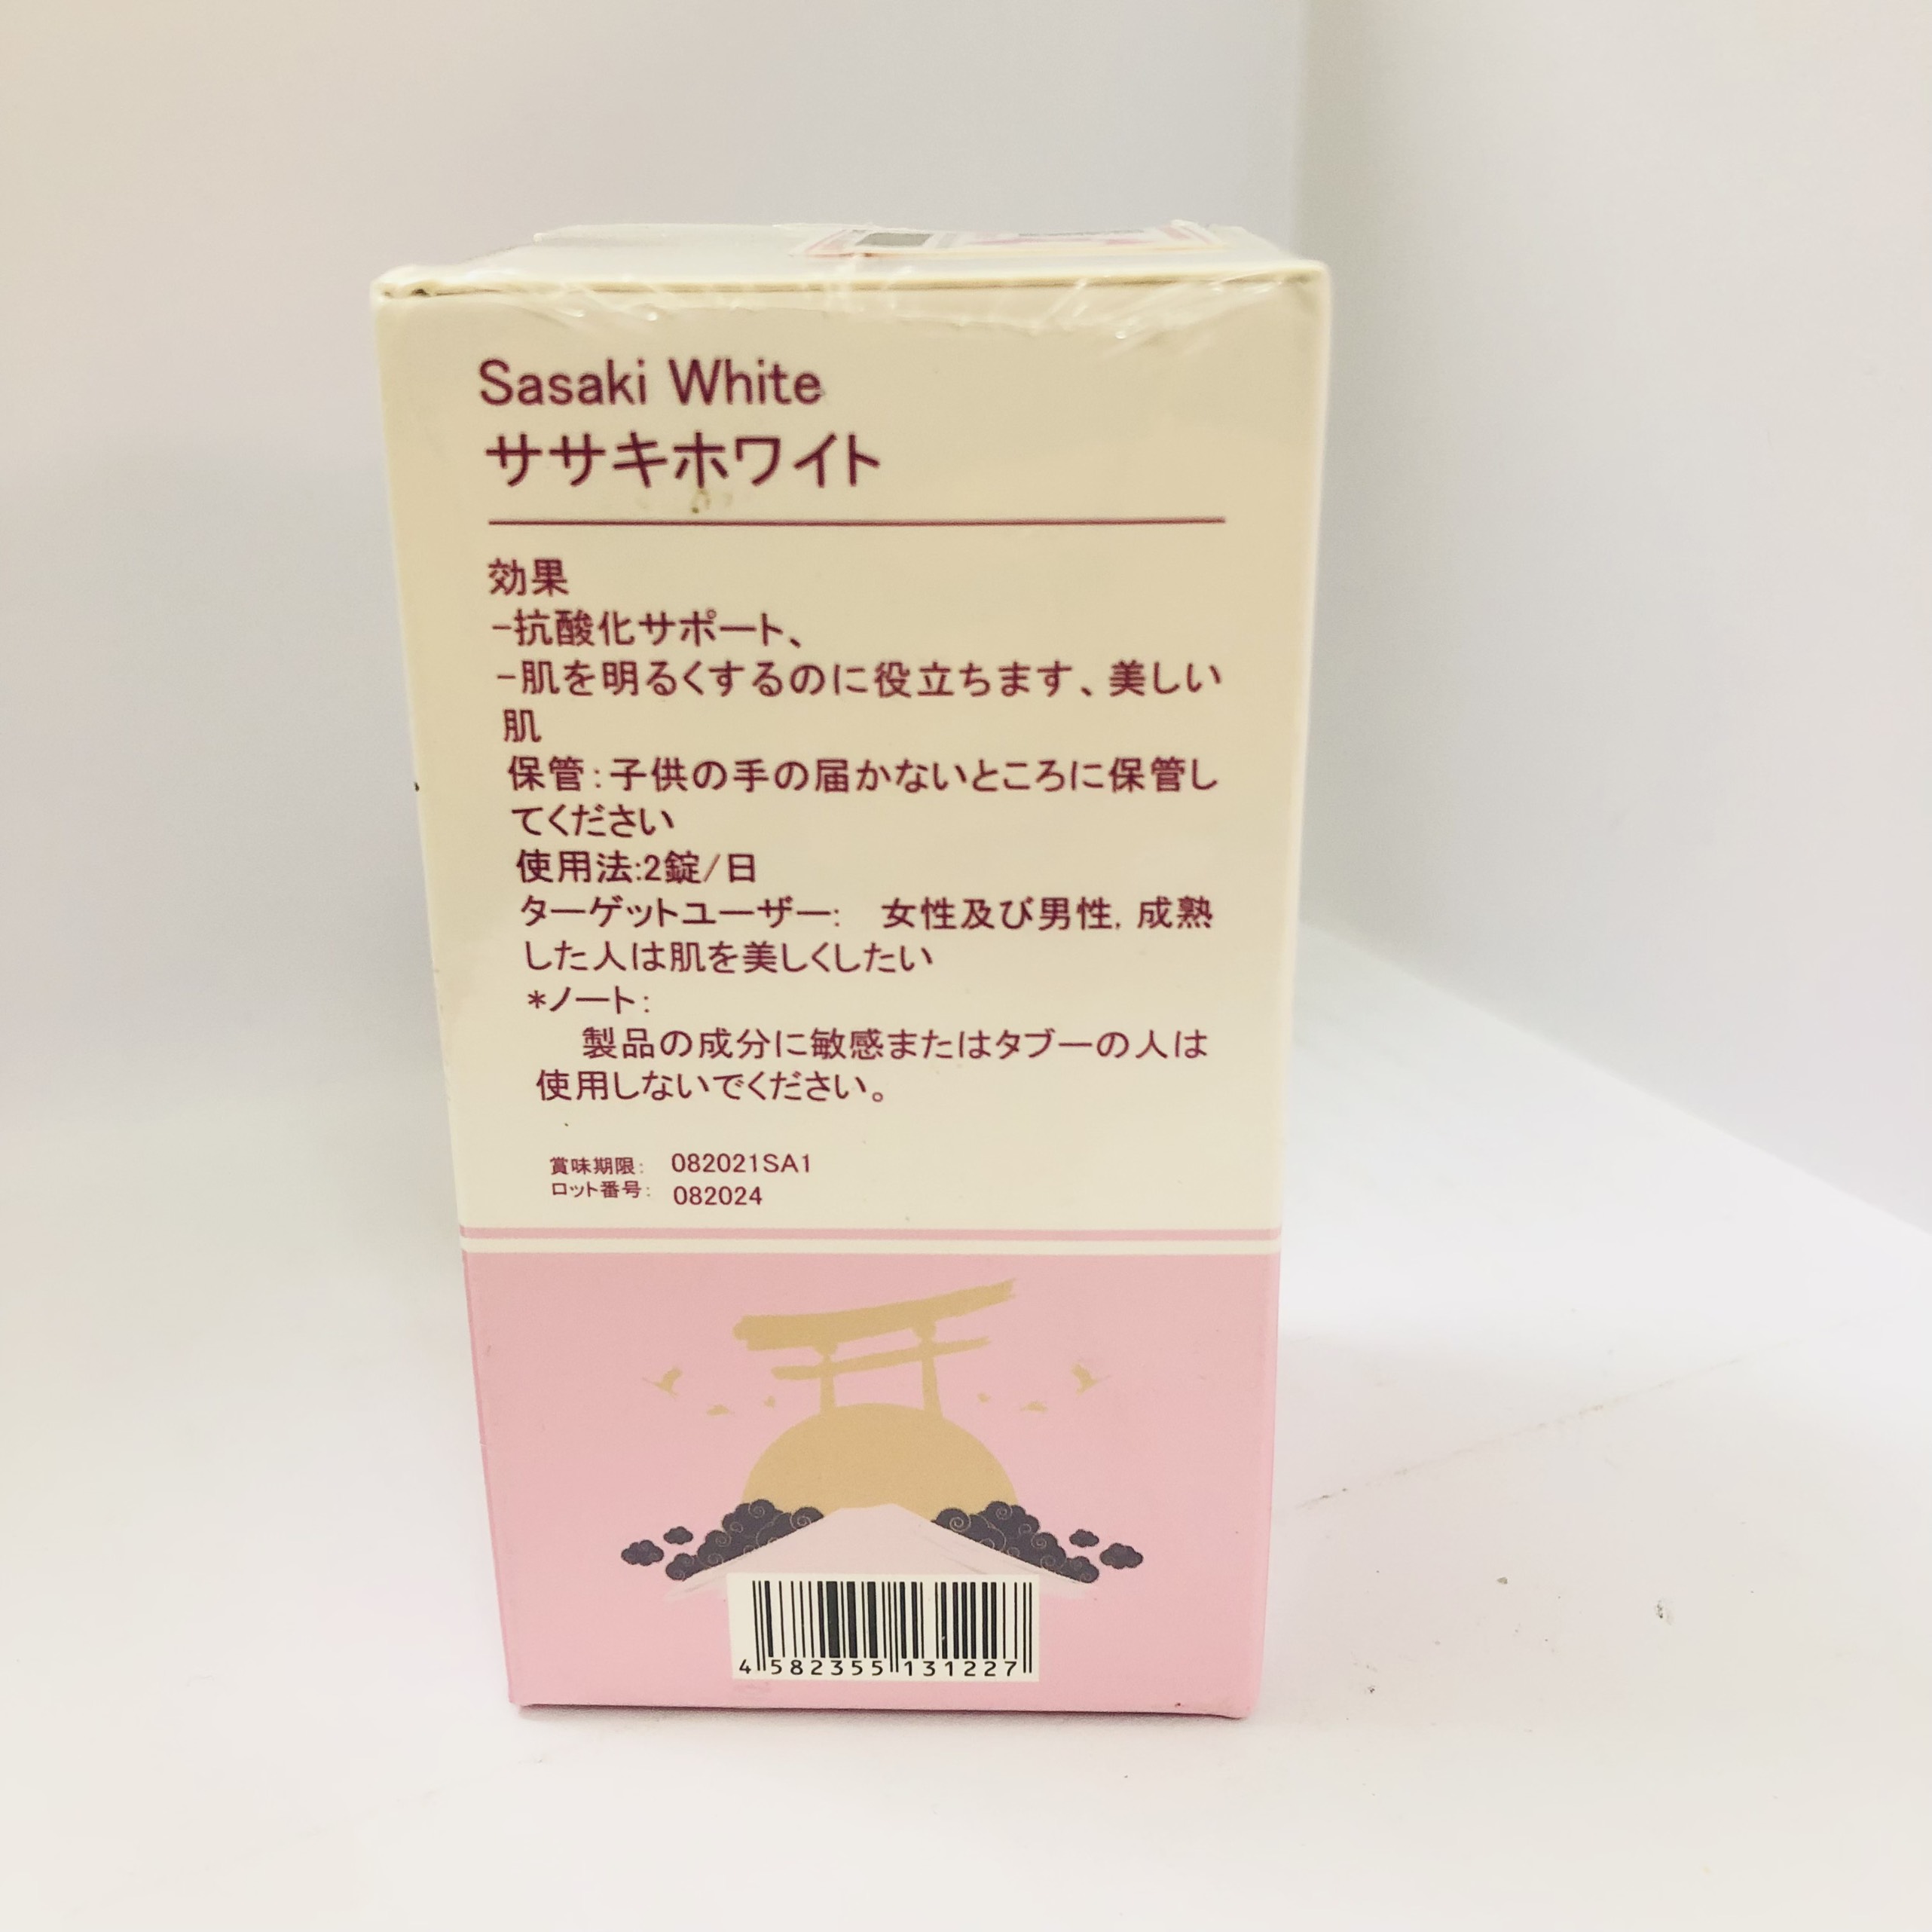 Sasaki White
ササキホワイト
効果
-抗酸化サポート、
-肌を明るくするのに役立ちます、美しい
肌
保管:子供の手の届かないところに保管し
てください
使用法:2錠/日
ターゲットユーザー: 女性及び男性, 成熟
した人は肌を美しくしたい
*ノート:
製品の成分に敏感またはタブーの人は
使用しないでください。
賞味期限: 082021SA1
ロット番号: 082024
4 582355 131227